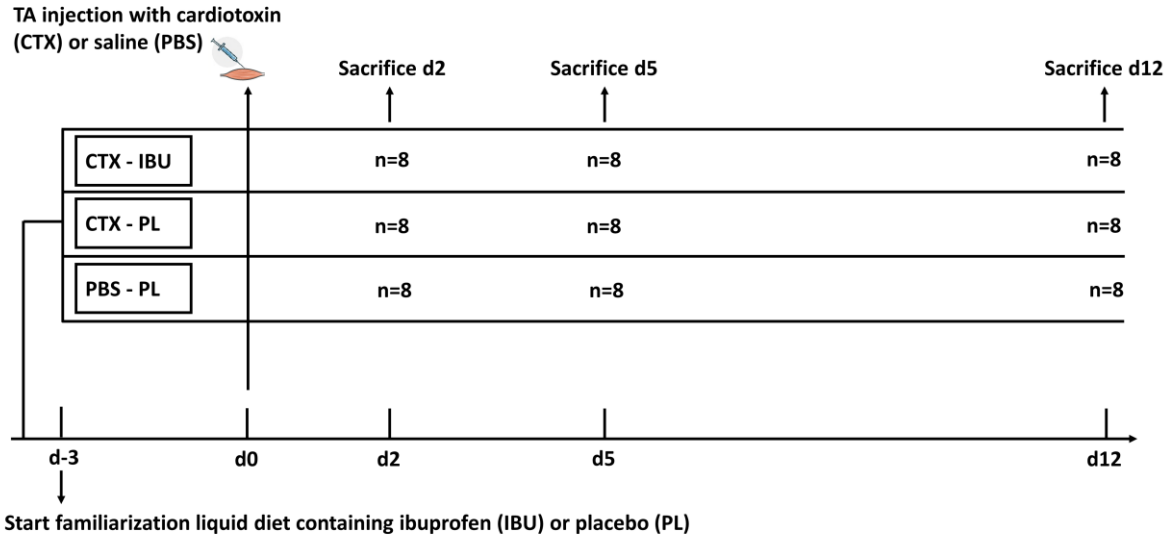 TA injection with cardiotoxin
(CTX) or saline (PBS)
Sacrifice d2
Sacrifice d5
Sacrifice d12
CTX - IBU
n=8
n=8
n=8
CTX - PL
n=8
n=8
n=8
PBS - PL
n=8
n=8
n=8
d-3
d0
d2
d5
d12
Start familiarization liquid diet containing ibuprofen (IBU) or placebo (PL)